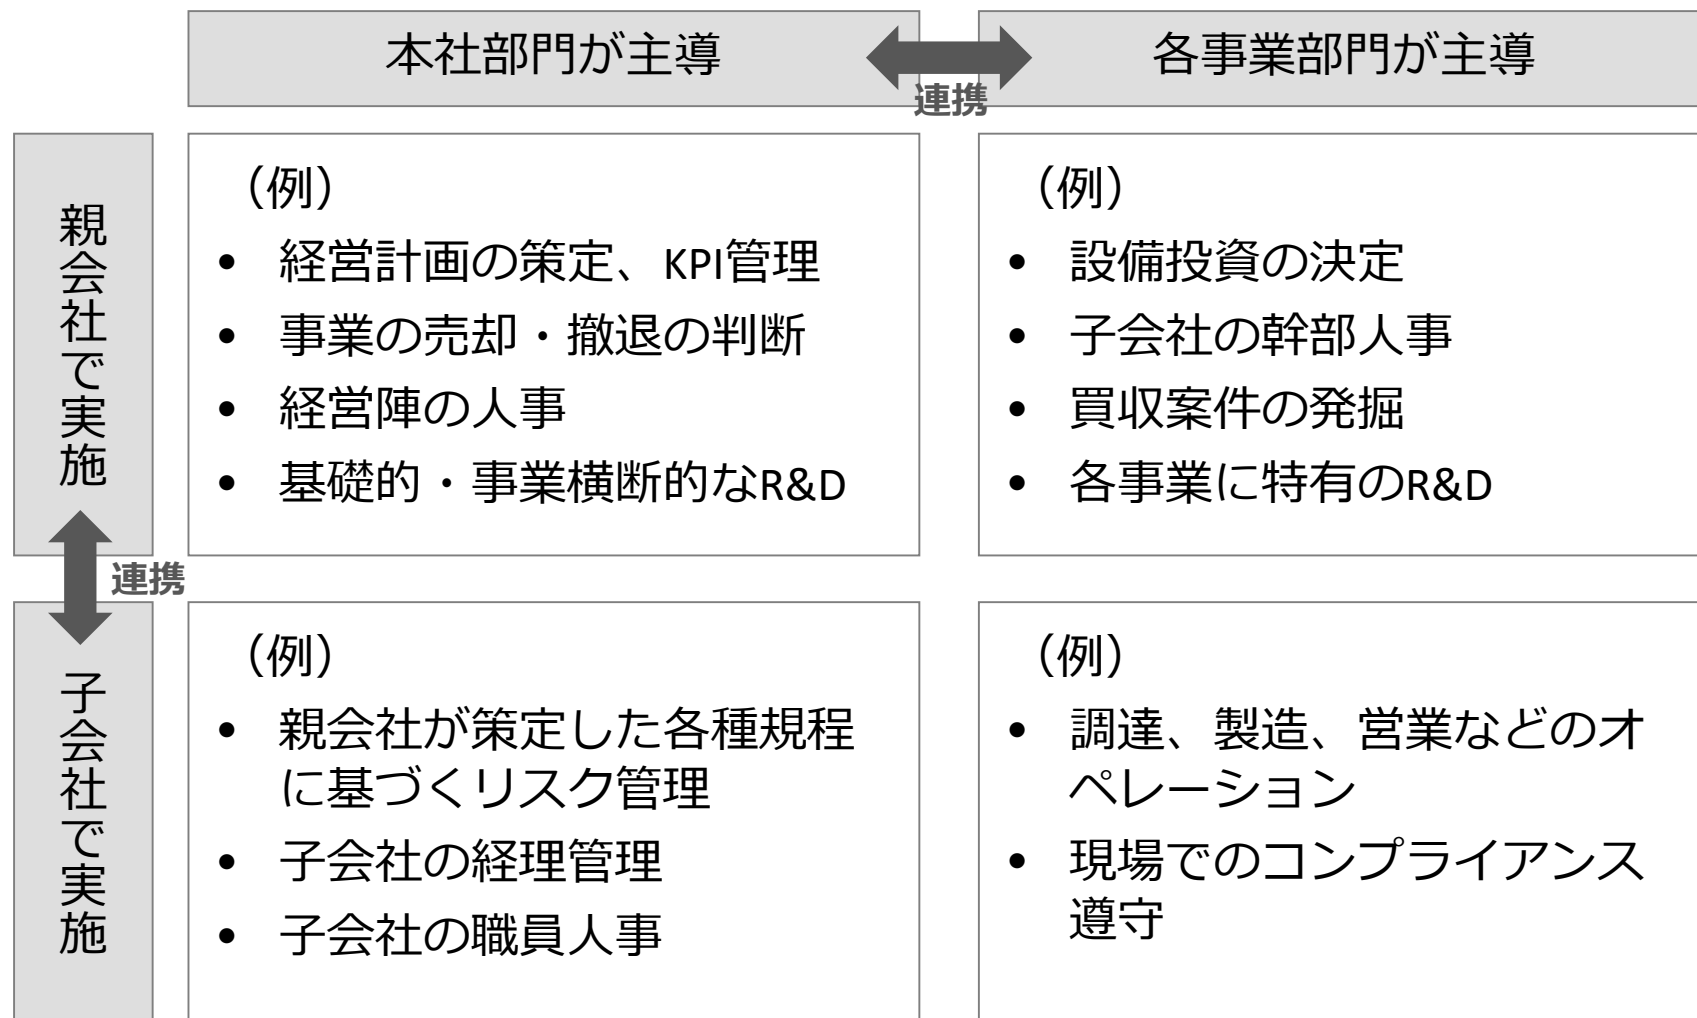 本社部門が主導
連携
各事業部門が主導
親会社で実施
（例）
• 経営計画の策定、KPI管理
• 事業の売却・撤退の判断
• 経営陣の人事
• 基礎的・事業横断的なR&D
（例）
• 設備投資の決定
• 子会社の幹部人事
• 買収案件の発掘
• 各事業に特有のR&D
連携
子会社で実施
（例）
• 親会社が策定した各種規程
に基づくリスク管理
• 子会社の経理管理
• 子会社の職員人事
（例）
• 調達、製造、営業などのオ
ペレーション
• 現場でのコンプライアンス
遵守